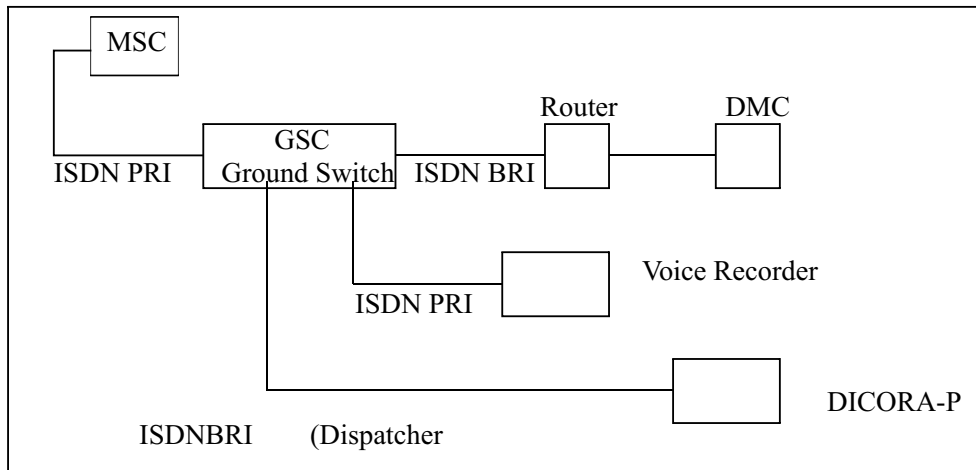 MSC
Router
DMC
GSC
Ground Switch
ISDN PRI
ISDN BRI
Voice Recorder
ISDN PRI
DICORA-P
ISDNBRI (Dispatcher